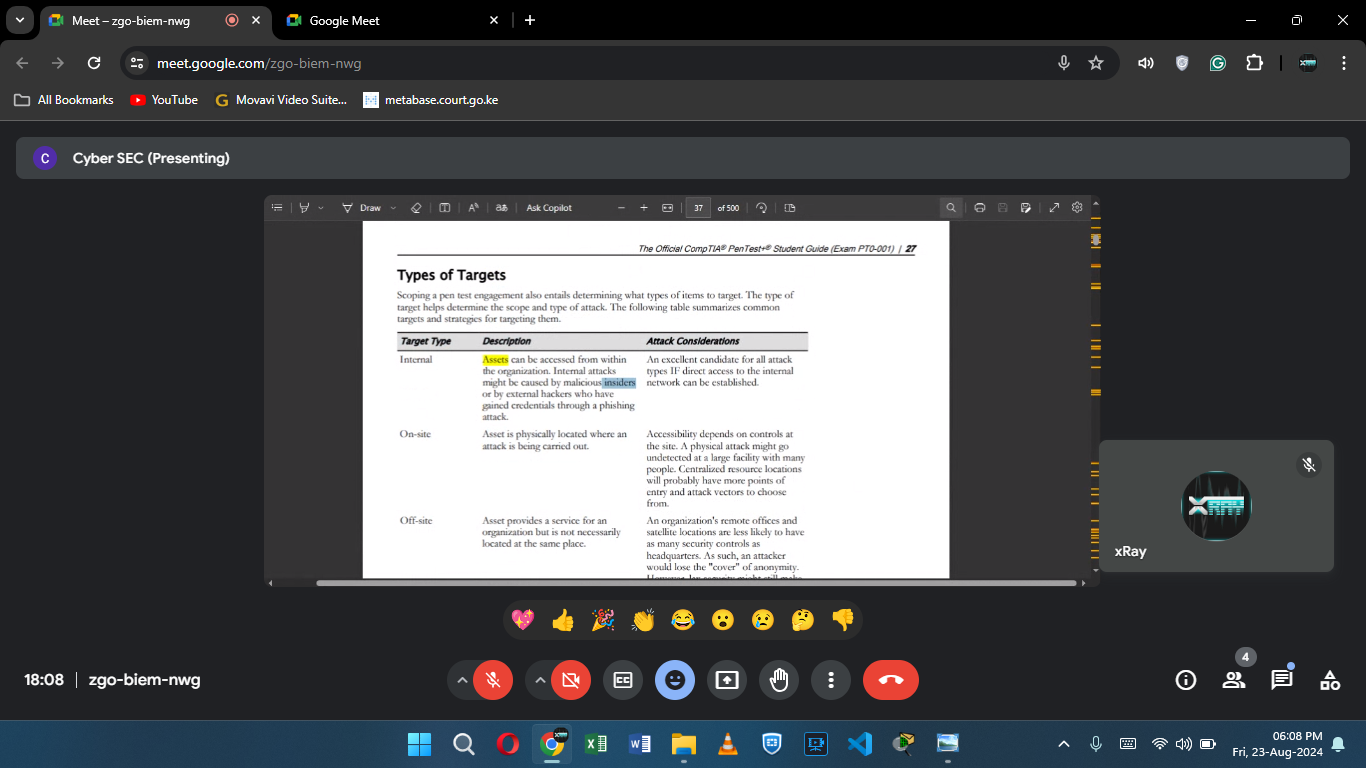 Meet – zgo-biem-nwg
Google Meet
meet.google.com/zgo-biem-nwg
All Bookmarks
YouTube
Movavi Video Suite...
metabase.court.go.ke
C
Cyber SEC (Presenting)
Draw
Ask Copilot
37
of 500
The Official CompTIA® PenTest+® Student Guide (Exam PT0-001) | 27
Types of Targets
Scoping a pen test engagement also entails determining what types of items to target. The type of
target helps determine the scope and type of attack. The following table summarizes common
targets and strategies for targeting them.
Target Type Description Attack Considerations
Internal
Assets can be accessed from within
the organization. Internal attacks
might be caused by malicious insiders
or by external hackers who have
gained credentials through a phishing
attack.
An excellent candidate for all attack
types IF direct access to the internal
network can be established.
On-site
Asset is physically located where an
attack is being carried out.
Accessibility depends on controls at
the site. A physical attack might go
undetected at a large facility with many
people. Centralized resource locations
will probably have more points of
entry and attack vectors to choose
from.
Off-site
Asset provides a service for an
organization but is not necessarily
located at the same place.
An organization's remote offices and
satellite locations are less likely to have
as many security controls as
headquarters. As such, an attacker
would lose the "cover" of anonymity.
XRAY
xRay
18:08 | zgo-biem-nwg
4
06:08 PM
Fri, 23-Aug-2024